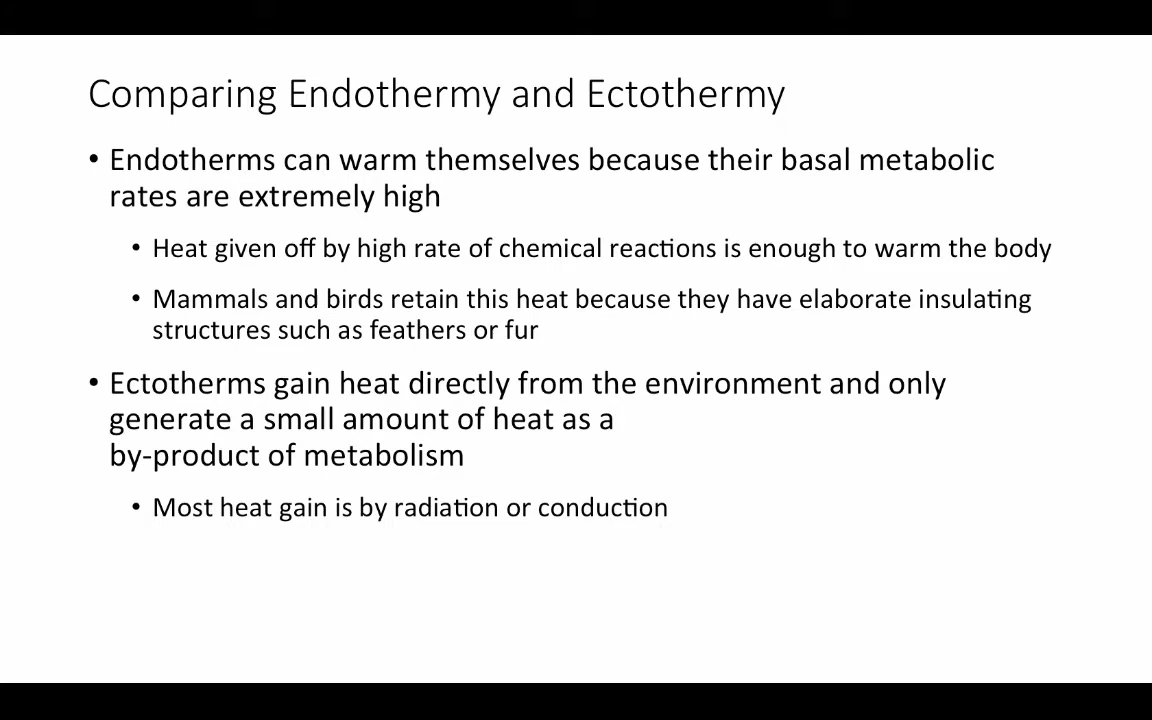 Comparing Endothermy and Ectothermy
• Endotherms can warm themselves because their basal metabolic
rates are extremely high
• Heat given off by high rate of chemical reactions is enough to warm the body
• Mammals and birds retain this heat because they have elaborate insulating
structures such as feathers or fur
• Ectotherms gain heat directly from the environment and only
generate a small amount of heat as a
by-product of metabolism
• Most heat gain is by radiation or conduction